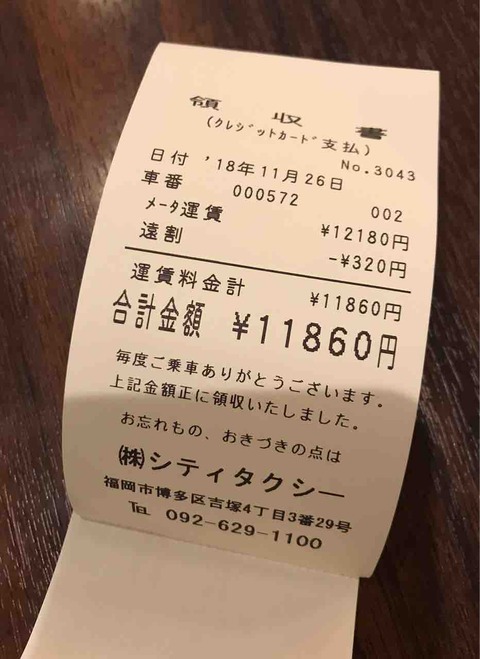 領収書
(クレジットカード支払)
No.3043
日付 '18年11月26日
車番 000572 002
メータ運賃 ¥12180円
遠割 -¥320円
運賃料金計 ¥11860円
合計金額 ¥11860円
毎度ご乗車ありがとうございます。
上記金額正に領収いたしました。
お忘れもの、おきづきの点は
㈱シティタクシー
福岡市博多区吉塚4丁目3番29号
℡ 092-629-1100